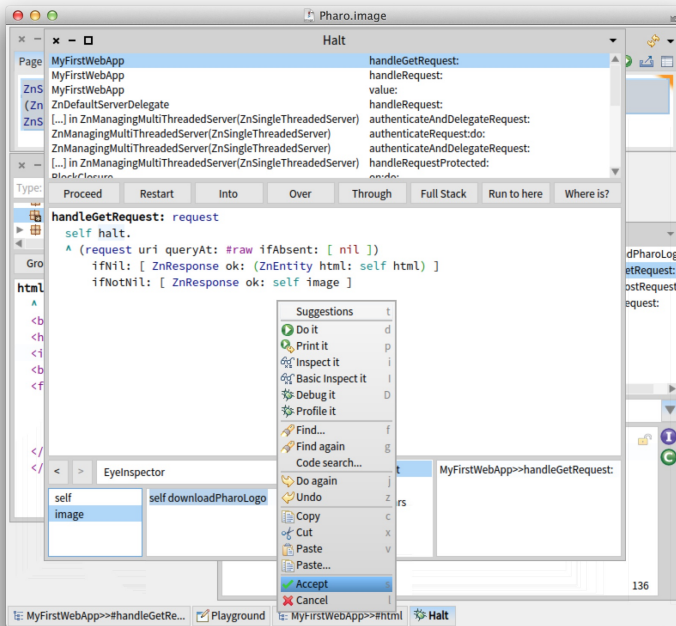 Pharo.image
Halt
Page
ZnS
(Zn
ZnS
MyFirstWebApp handleGetRequest:
MyFirstWebApp handleRequest:
MyFirstWebApp value:
ZnDefaultServerDelegate handleRequest:
[...] in ZnManagingMultiThreadedServer(ZnSingleThreadedServer) authenticateAndDelegateRequest:
ZnManagingMultiThreadedServer(ZnSingleThreadedServer) authenticateRequest:do:
ZnManagingMultiThreadedServer(ZnSingleThreadedServer) authenticateAndDelegateRequest:
[...] in ZnManagingMultiThreadedServer(ZnSingleThreadedServer) handleRequestProtected:
BlockClosure on:do:
Type:
Proceed Restart Into Over Through Full Stack Run to here Where is?
handleGetRequest: request
self halt.
^ (request uri queryAt: #raw ifAbsent: [ nil ])
ifNil: [ ZnResponse ok: (ZnEntity html: self html) ]
ifNotNil: [ ZnResponse ok: self image ]
Gro
html
^
<b
<h
<i
<b
<f
</
</
dPharoLog
etRequest:
ostRequest
equest:
Suggestions t
Do it d
Print it p
Inspect it i
Basic Inspect it I
Debug it D
Profile it
Find... f
Find again g
Code search...
Do again j
Undo z
Copy c
Cut x
Paste v
Paste...
Accept s
Cancel l
< > EyeInspector
self
image
self downloadPharoLogo
t
rs
MyFirstWebApp>>handleGetRequest:
I
C
136
MyFirstWebApp>>#handleGetRe... Playground MyFirstWebApp>>#html Halt